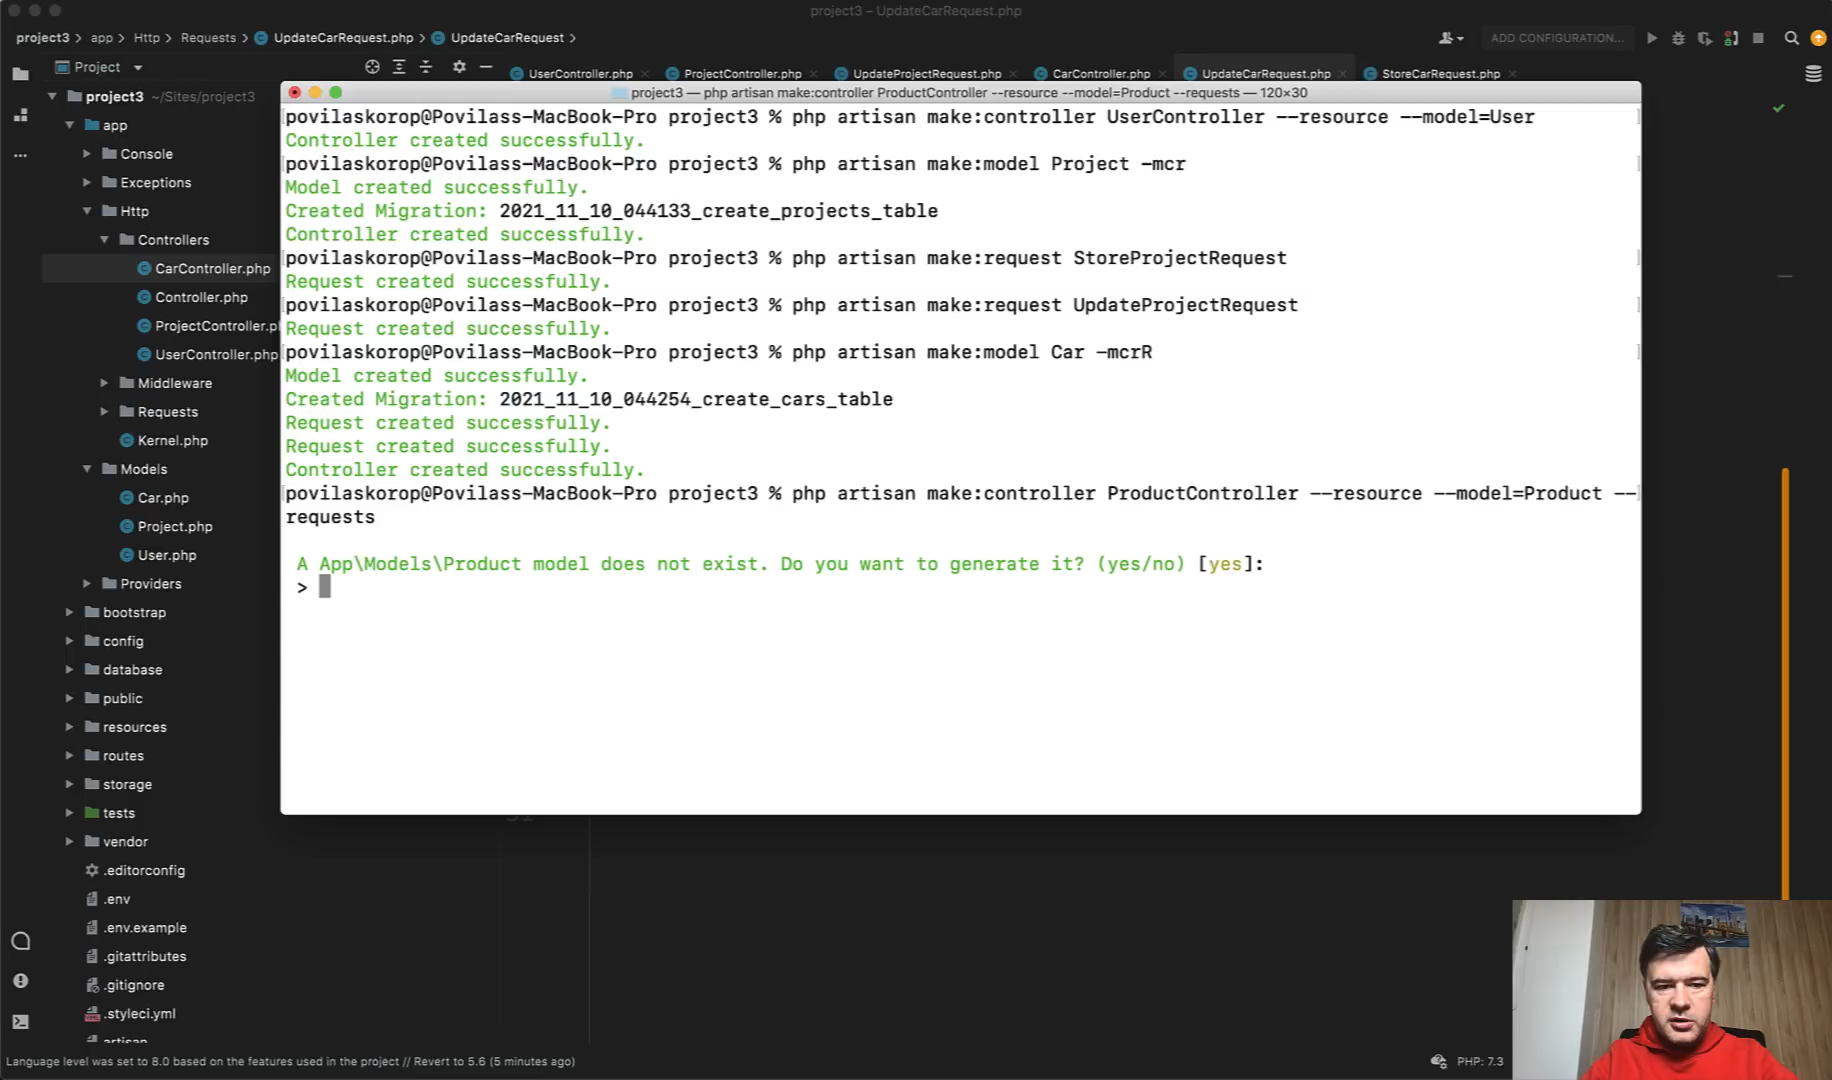 project3 – UpdateCarRequest.php
project3 > app > Http > Requests > UpdateCarRequest.php > UpdateCarRequest >
ADD CONFIGURATION...
Project
UserController.php
ProjectController.php
UpdateProjectRequest.php
CarController.php
UpdateCarRequest.php
StoreCarRequest.php
project3 ~/Sites/project3
app
Console
Exceptions
Http
Controllers
CarController.php
Controller.php
ProjectController.p
UserController.php
Middleware
Requests
Kernel.php
Models
Car.php
Project.php
User.php
Providers
bootstrap
config
database
public
resources
routes
storage
tests
vendor
.editorconfig
.env
.env.example
.gitattributes
.gitignore
.styleci.yml
artisan
project3 — php artisan make:controller ProductController --resource --model=Product --requests — 120×30
povilaskorop@Povilass-MacBook-Pro project3 % php artisan make:controller UserController --resource --model=User
Controller created successfully.
povilaskorop@Povilass-MacBook-Pro project3 % php artisan make:model Project -mcr
Model created successfully.
Created Migration: 2021_11_10_044133_create_projects_table
Controller created successfully.
povilaskorop@Povilass-MacBook-Pro project3 % php artisan make:request StoreProjectRequest
Request created successfully.
povilaskorop@Povilass-MacBook-Pro project3 % php artisan make:request UpdateProjectRequest
Request created successfully.
povilaskorop@Povilass-MacBook-Pro project3 % php artisan make:model Car -mcrR
Model created successfully.
Created Migration: 2021_11_10_044254_create_cars_table
Request created successfully.
Request created successfully.
Controller created successfully.
povilaskorop@Povilass-MacBook-Pro project3 % php artisan make:controller ProductController --resource --model=Product --
requests
A App\Models\Product model does not exist. Do you want to generate it? (yes/no) [yes]:
>
Language level was set to 8.0 based on the features used in the project // Revert to 5.6 (5 minutes ago)
PHP: 7.3